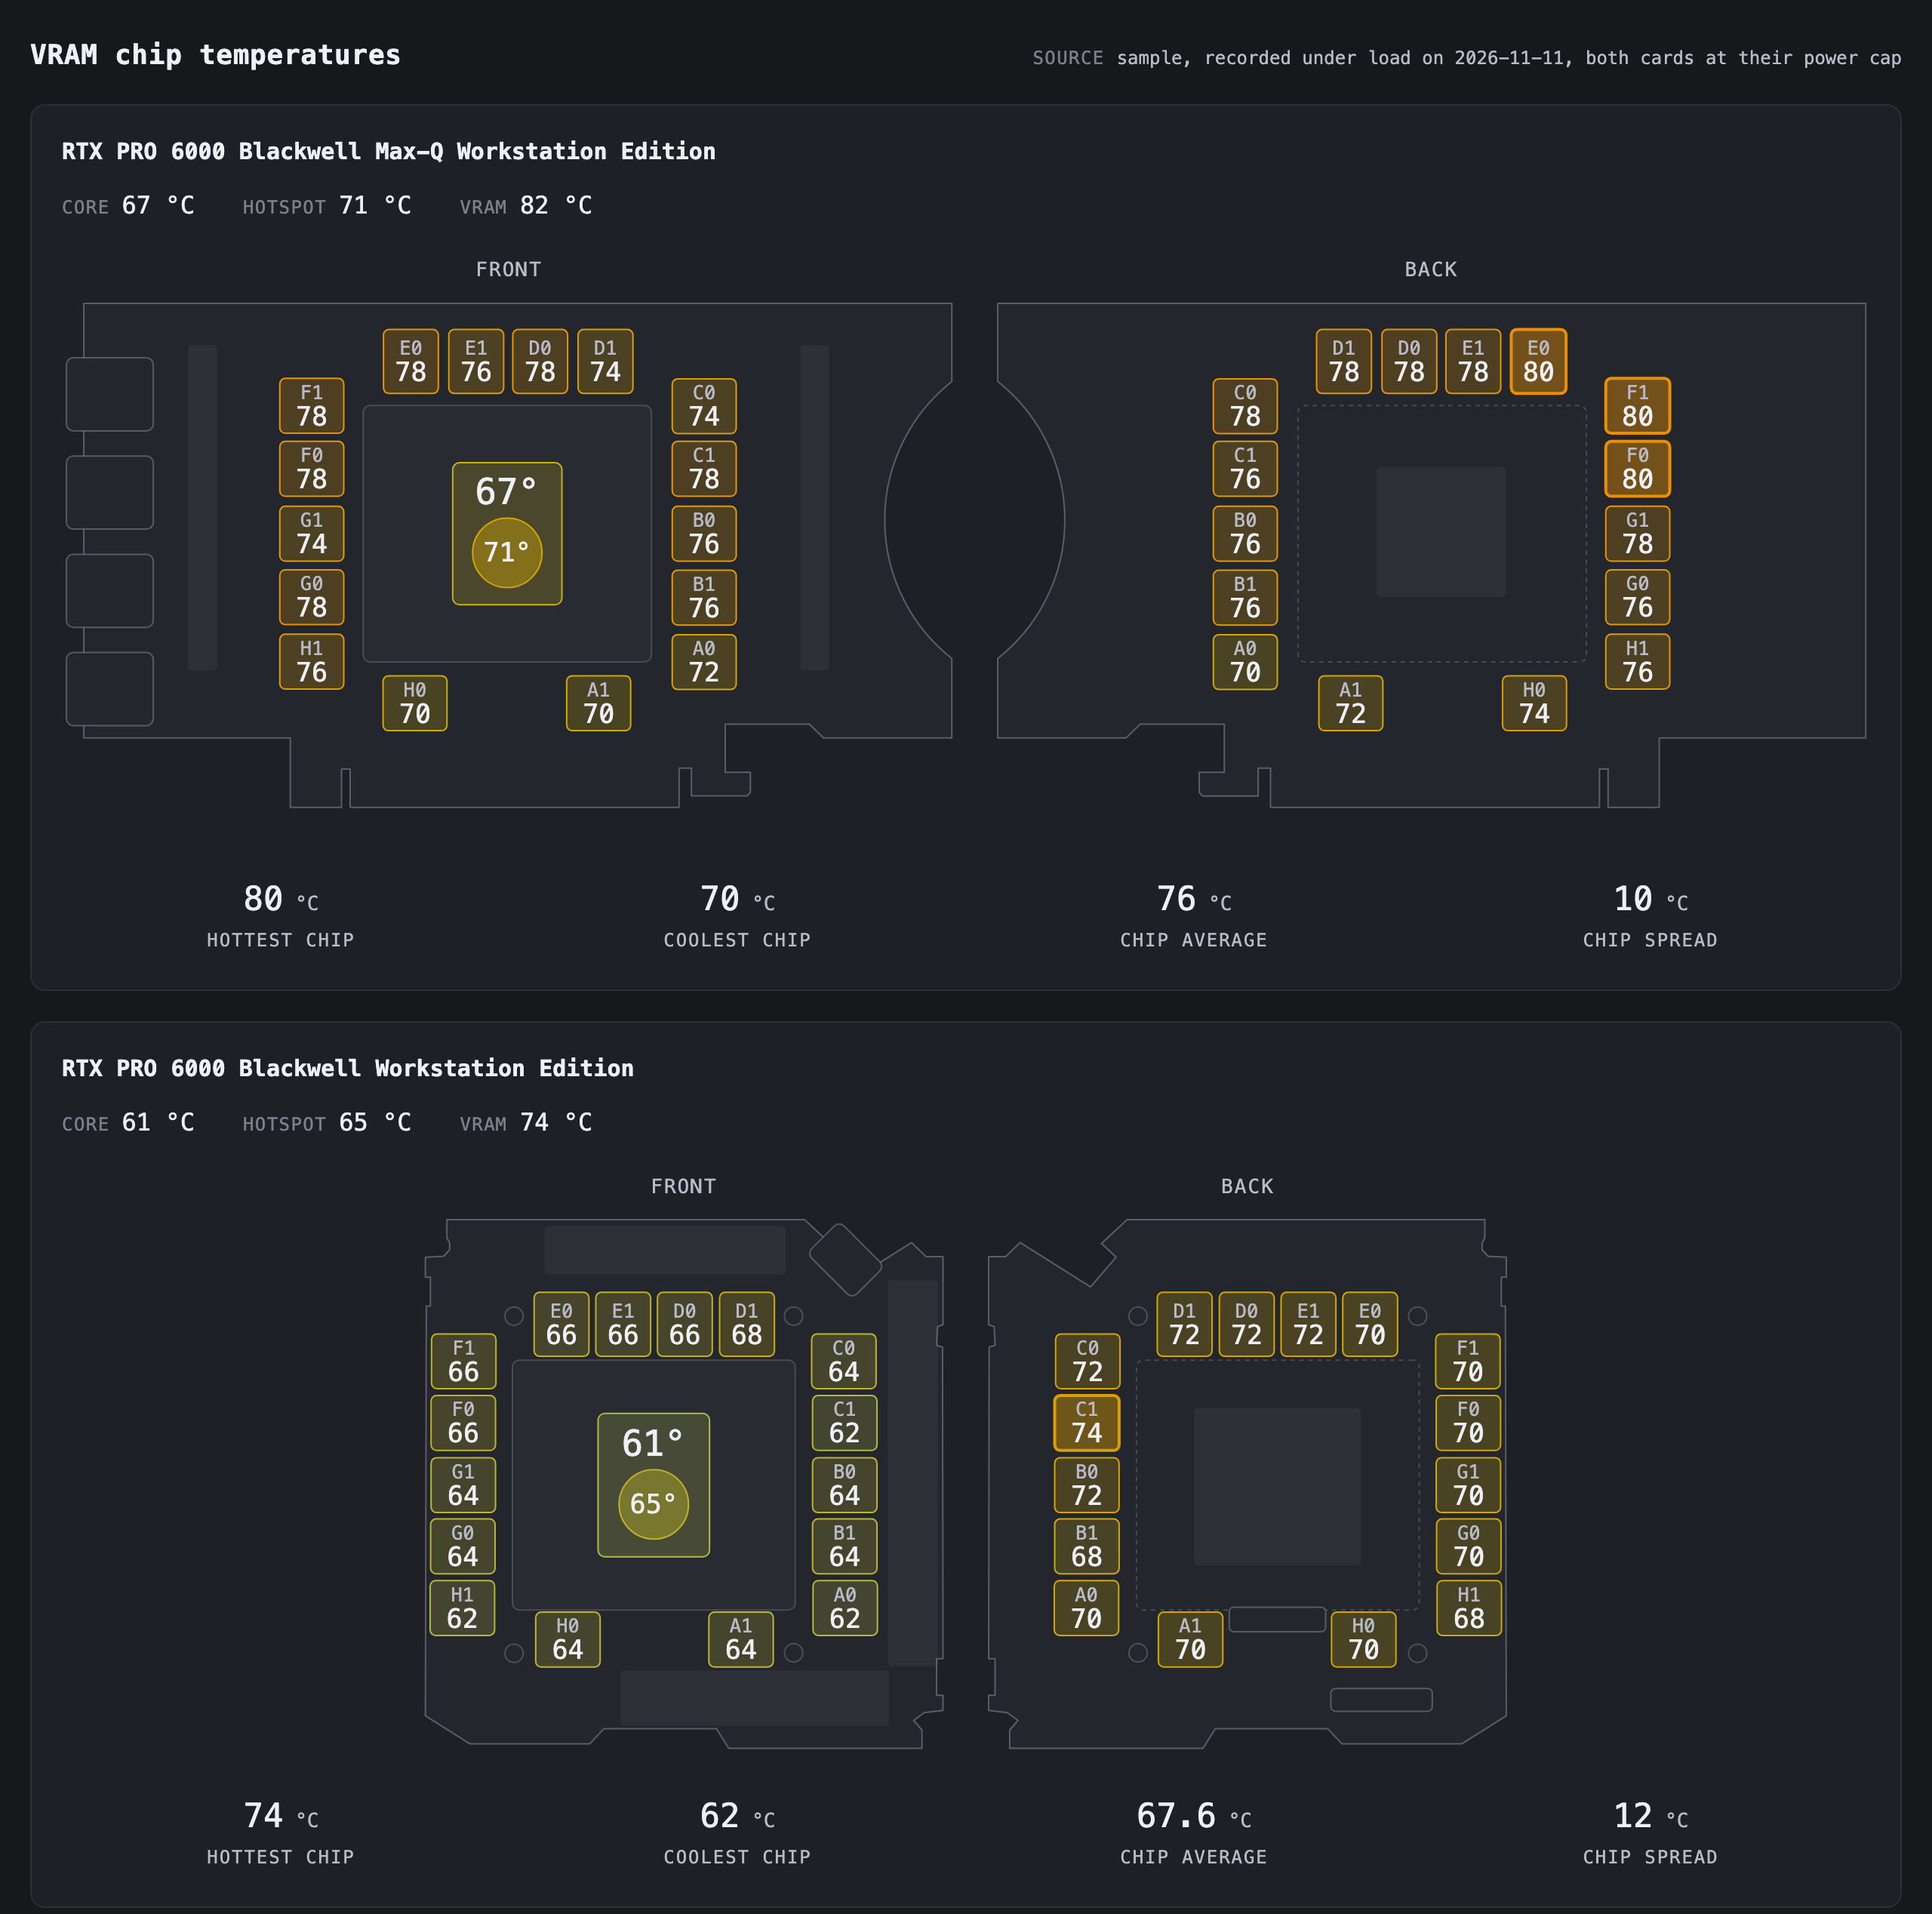 VRAM chip temperatures
SOURCE sample, recorded under load on 2026-11-11, both cards at their power cap
RTX PRO 6000 Blackwell Max-Q Workstation Edition
CORE 67 °C HOTSPOT 71 °C VRAM 82 °C
FRONT
E0 E1 D0 D1
78 76 78 74
F1
78
F0
78
G1
74
G0
78
H1
76
67°
71°
C0
74
C1
78
B0
76
B1
76
A0
72
H0 A1
70 70
BACK
D1 D0 E1 E0
78 78 78 80
C0
78
C1
76
B0
76
B1
76
A0
70
F1
80
F0
80
G1
78
G0
76
H1
76
A1 H0
72 74
80 °C 70 °C 76 °C 10 °C
HOTTEST CHIP COOLEST CHIP CHIP AVERAGE CHIP SPREAD
RTX PRO 6000 Blackwell Workstation Edition
CORE 61 °C HOTSPOT 65 °C VRAM 74 °C
FRONT
E0 E1 D0 D1
66 66 66 68
F1
66
F0
66
G1
64
G0
64
H1
62
61°
65°
C0
64
C1
62
B0
64
B1
64
A0
62
H0 A1
64 64
BACK
D1 D0 E1 E0
72 72 72 70
C0
72
C1
74
B0
72
B1
68
A0
70
F1
70
F0
70
G1
70
G0
70
H1
68
A1 H0
70 70
74 °C 62 °C 67.6 °C 12 °C
HOTTEST CHIP COOLEST CHIP CHIP AVERAGE CHIP SPREAD